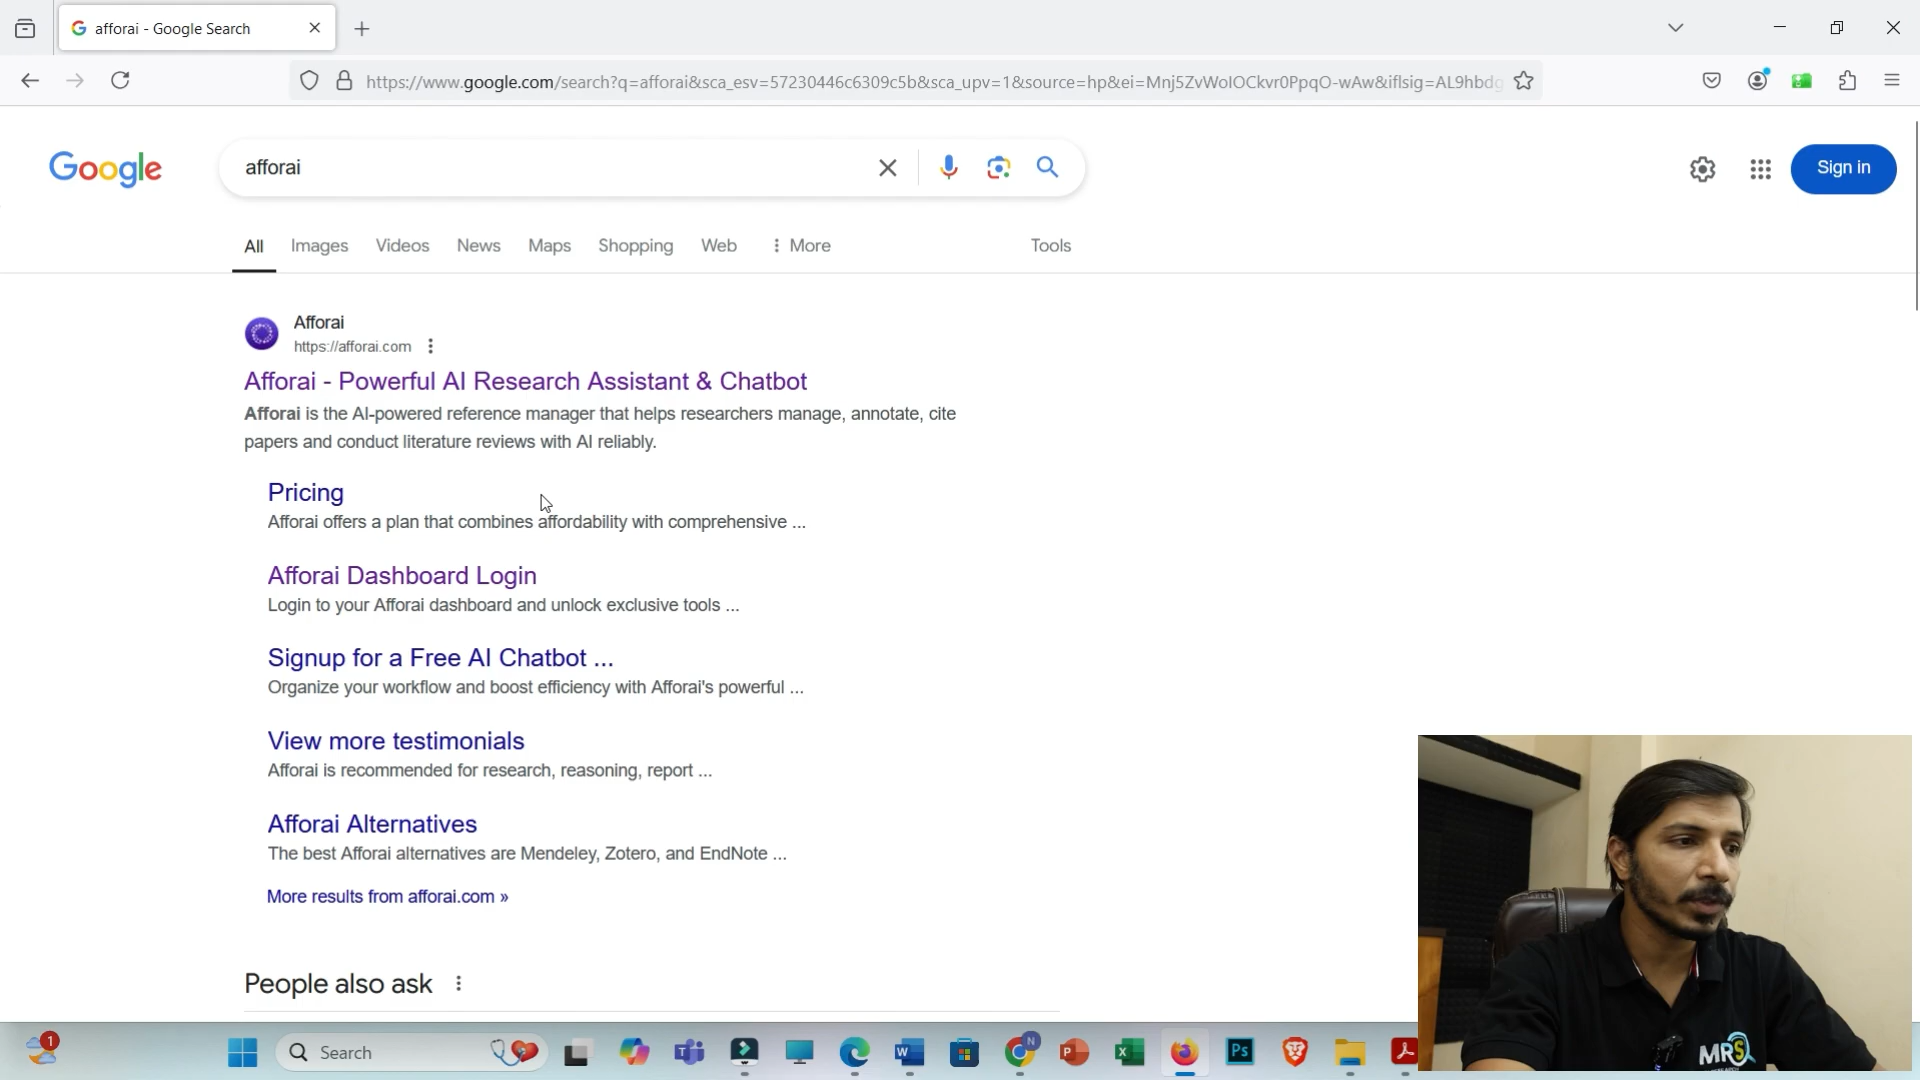 afforai - Google Search
https://www.google.com/search?q=afforai&sca_esv=57230446c6309c5b&sca_upv=1&source=hp&ei=Mnj5ZvWoIOCkvr0PpqO-wAw&iflsig=AL9hbdg
Google
afforai
Sign in
All Images Videos News Maps Shopping Web More Tools
Afforai
https://afforai.com
Afforai - Powerful AI Research Assistant & Chatbot
Afforai is the AI-powered reference manager that helps researchers manage, annotate, cite
papers and conduct literature reviews with AI reliably.
Pricing
Afforai offers a plan that combines affordability with comprehensive ...
Afforai Dashboard Login
Login to your Afforai dashboard and unlock exclusive tools ...
Signup for a Free AI Chatbot ...
Organize your workflow and boost efficiency with Afforai's powerful ...
View more testimonials
Afforai is recommended for research, reasoning, report ...
Afforai Alternatives
The best Afforai alternatives are Mendeley, Zotero, and EndNote ...
More results from afforai.com »
People also ask
1
Search
T
W
N
P
X
Ps
MRS